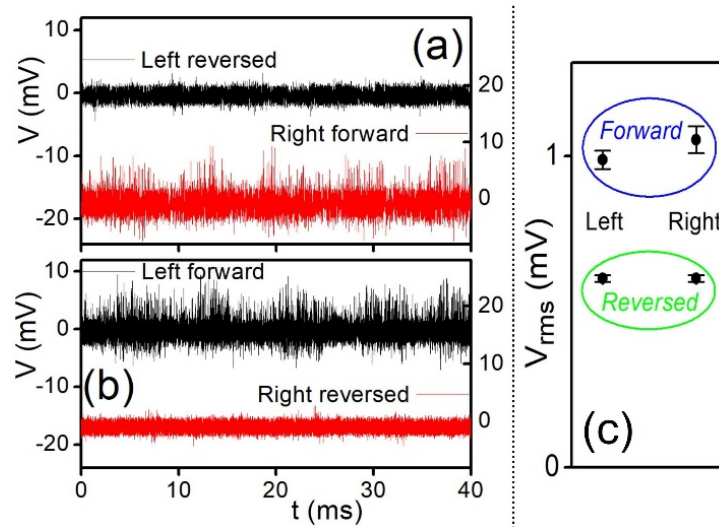 10
(a)
Left reversed
V (mV)
0
20
Right forward
10
-10
0
-20
10
Left forward
20
V (mV)
0
10
-10
Right reversed
(b)
0
-20
0
10
20
30
40
t (ms)
Forward
1
Left
Right
Vrms (mV)
Reversed
(c)
0